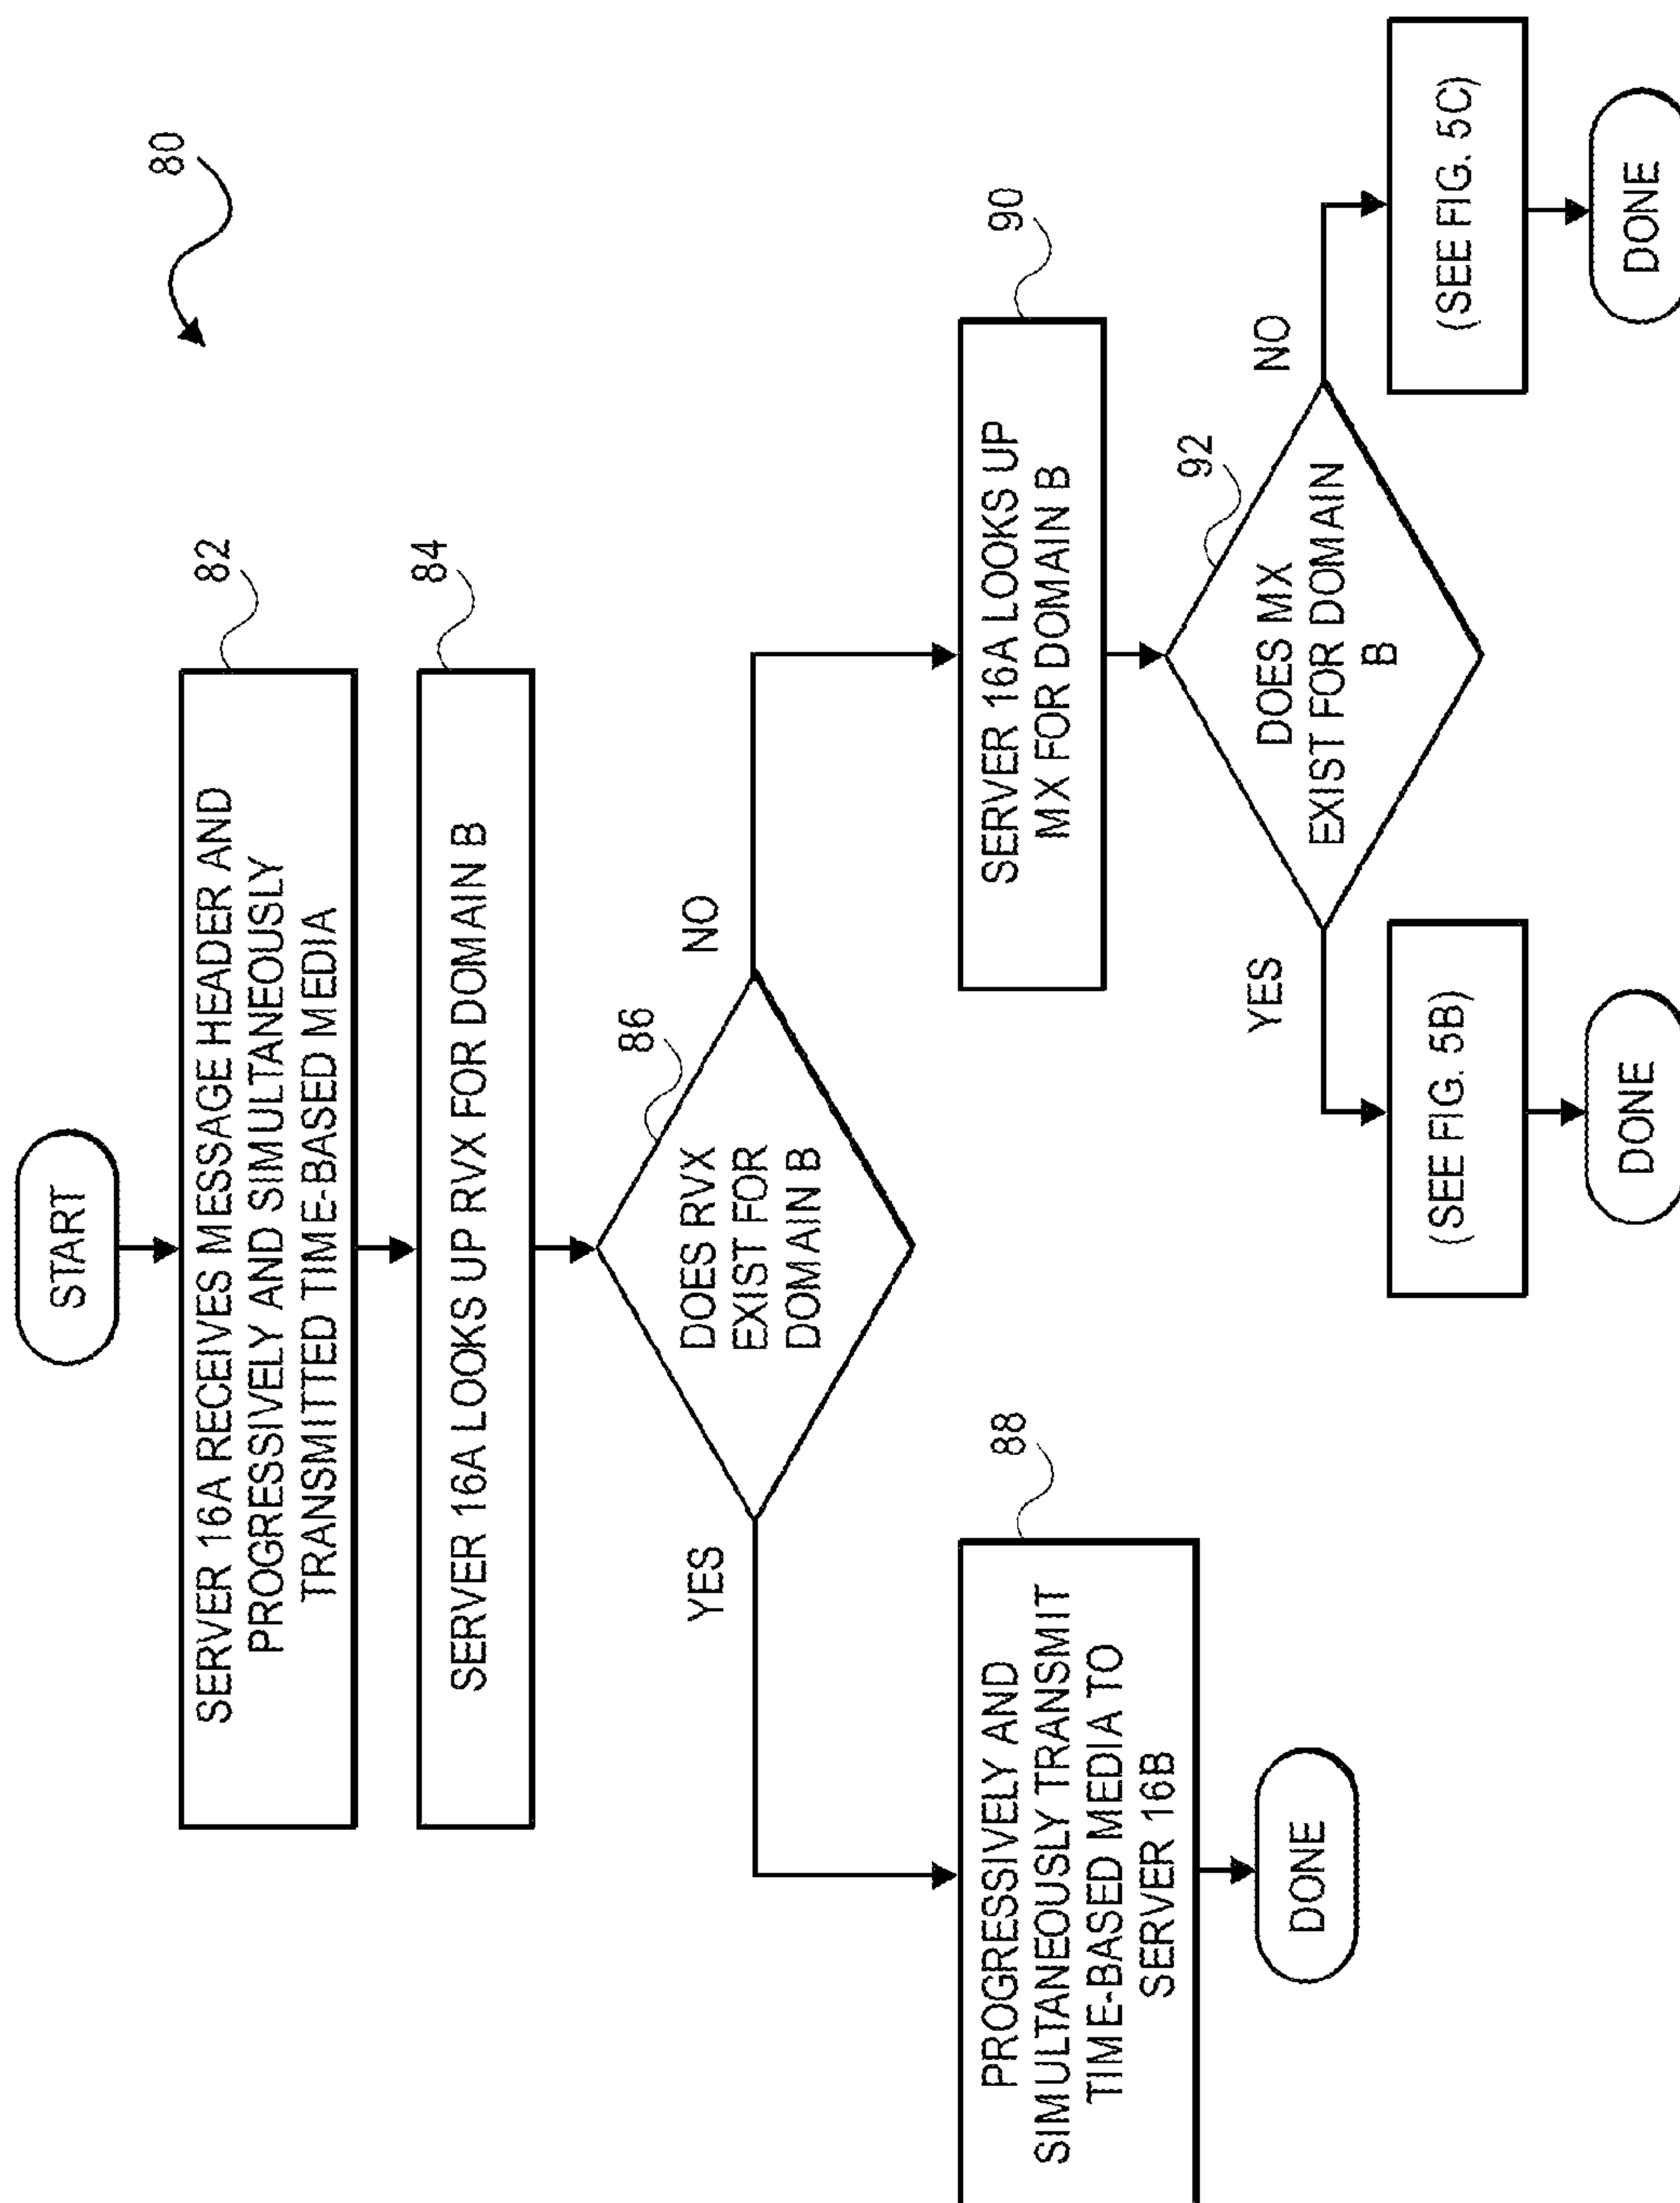 80
START
82
SERVER 16A RECEIVES MESSAGE HEADER AND
PROGRESSIVELY AND SIMULTANEOUSLY
TRANSMITTED TIME-BASED MEDIA
84
SERVER 16A LOOKS UP RVX FOR DOMAIN B
86
DOES RVX
EXIST FOR
DOMAIN B
YES
NO
88
PROGRESSIVELY AND
SIMULTANEOUSLY TRANSMIT
TIME-BASED MEDIA TO
SERVER 16B
DONE
90
SERVER 16A LOOKS UP
MX FOR DOMAIN B
92
DOES MX
EXIST FOR DOMAIN
B
YES
NO
(SEE FIG. 5B)
DONE
(SEE FIG. 5C)
DONE